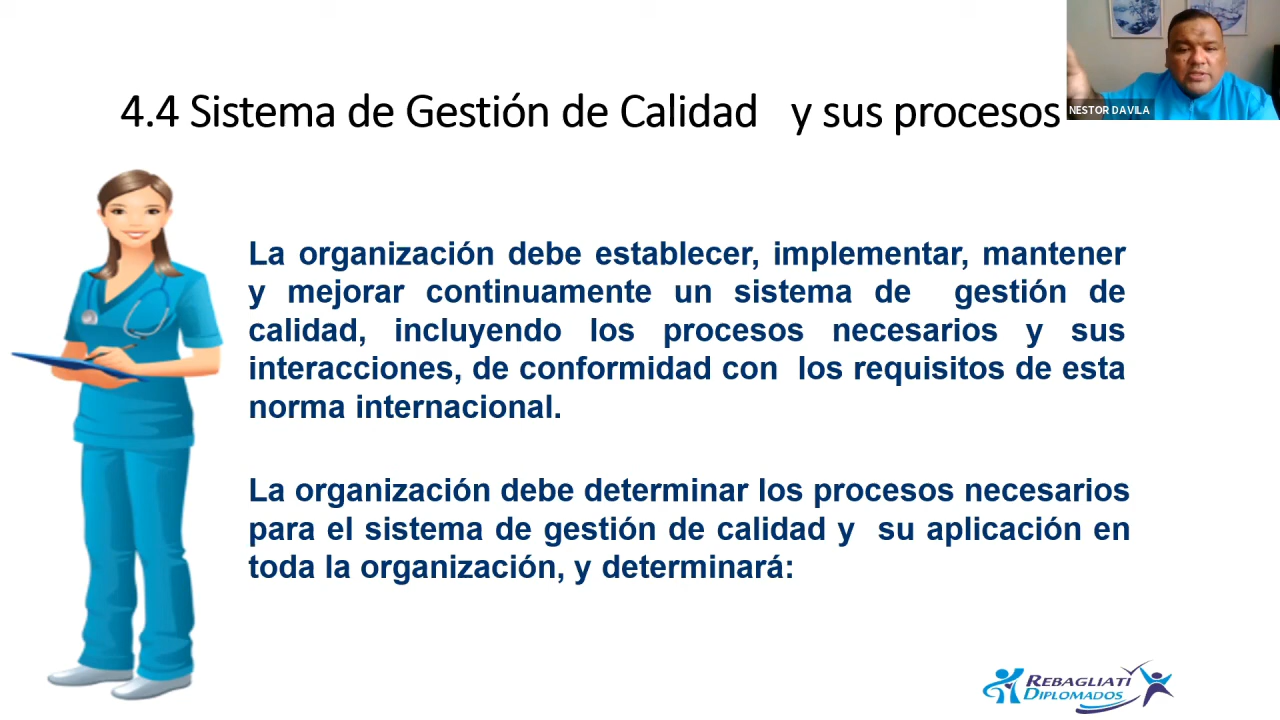 4.4 Sistema de Gestión de Calidad y sus procesos
NESTOR DAVILA
La organización debe establecer, implementar, mantener
y mejorar continuamente un sistema de gestión de
calidad, incluyendo los procesos necesarios y sus
interacciones, de conformidad con los requisitos de esta
norma internacional.
La organización debe determinar los procesos necesarios
para el sistema de gestión de calidad y su aplicación en
toda la organización, y determinará:
REBAGLIATI
DIPLOMADOS